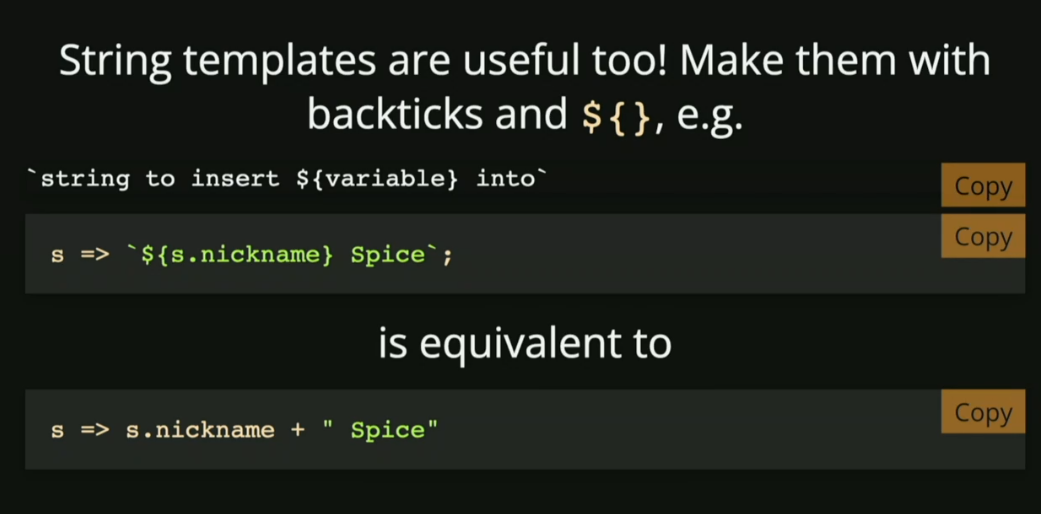 String templates are useful too! Make them with
backticks and ${}, e.g.
`string to insert ${variable} into`
Copy
Copy
s => `${s.nickname} Spice`;
is equivalent to
Copy
s => s.nickname + " Spice"